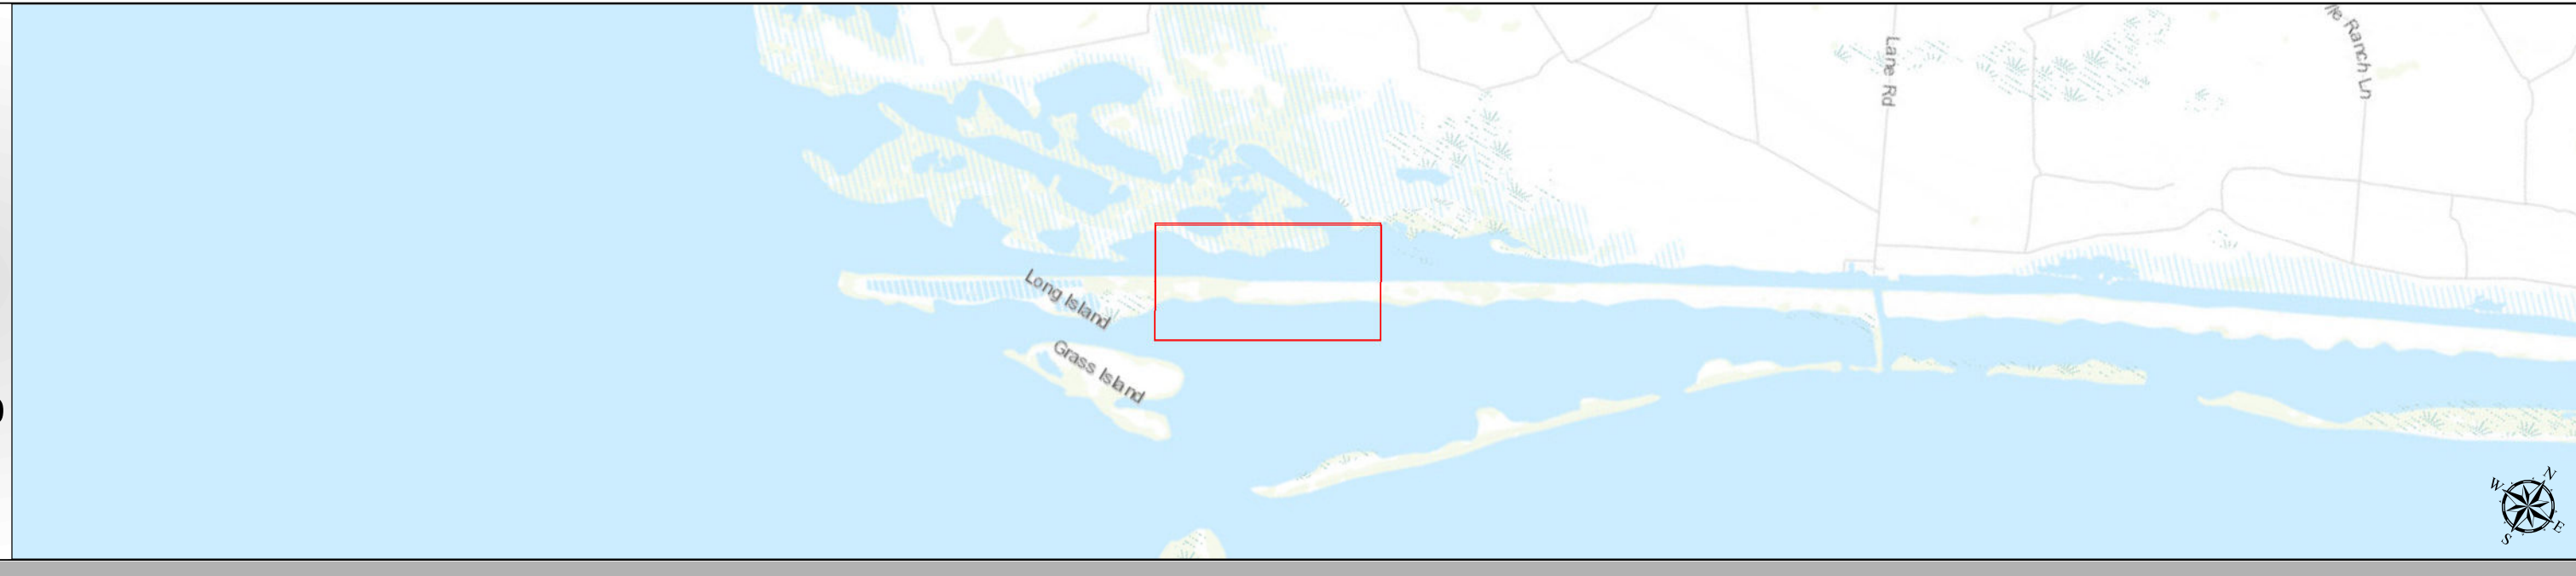 Lane Rd
Ranch Ln
Long Island
Grass Island
N
W
E
S